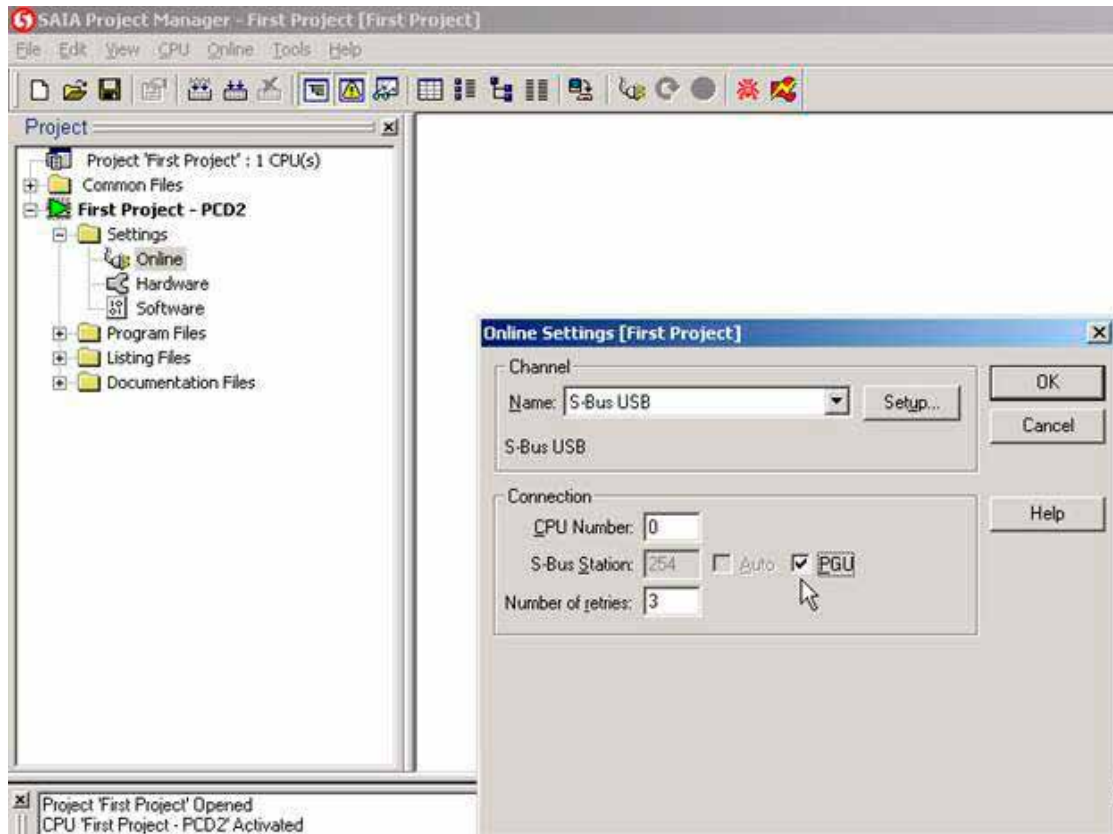 SAIA Project Manager - First Project [First Project]
File Edit View CPU Online Tools Help
Project
Project 'First Project' : 1 CPU(s)
Common Files
First Project - PCD2
Settings
Online
Hardware
Software
Program Files
Listing Files
Documentation Files
Online Settings [First Project]
Channel
Name: S-Bus USB Setup...
S-Bus USB
OK
Cancel
Connection
CPU Number: 0
S-Bus Station: 254 Auto PGU
Number of retries: 3
Help
Project 'First Project' Opened
CPU 'First Project - PCD2' Activated